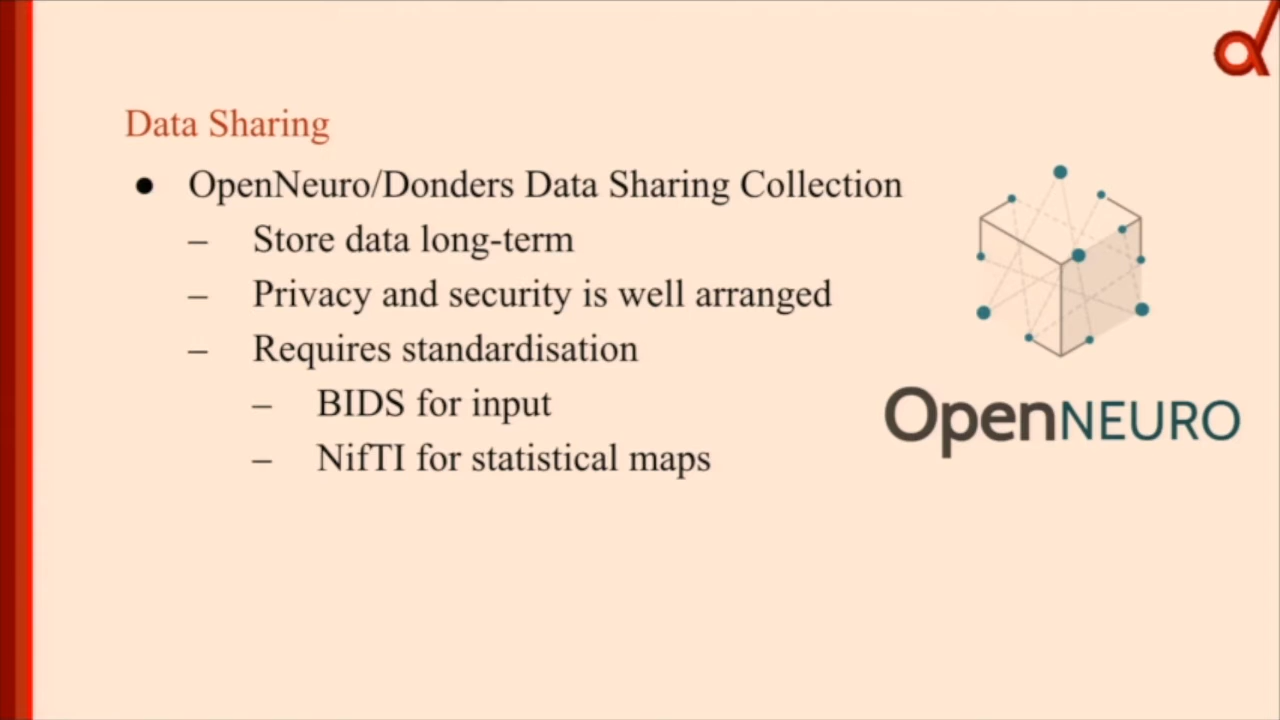 Data Sharing
● OpenNeuro/Donders Data Sharing Collection
– Store data long-term
– Privacy and security is well arranged
– Requires standardisation
– BIDS for input
– NifTI for statistical maps
OpenNEURO